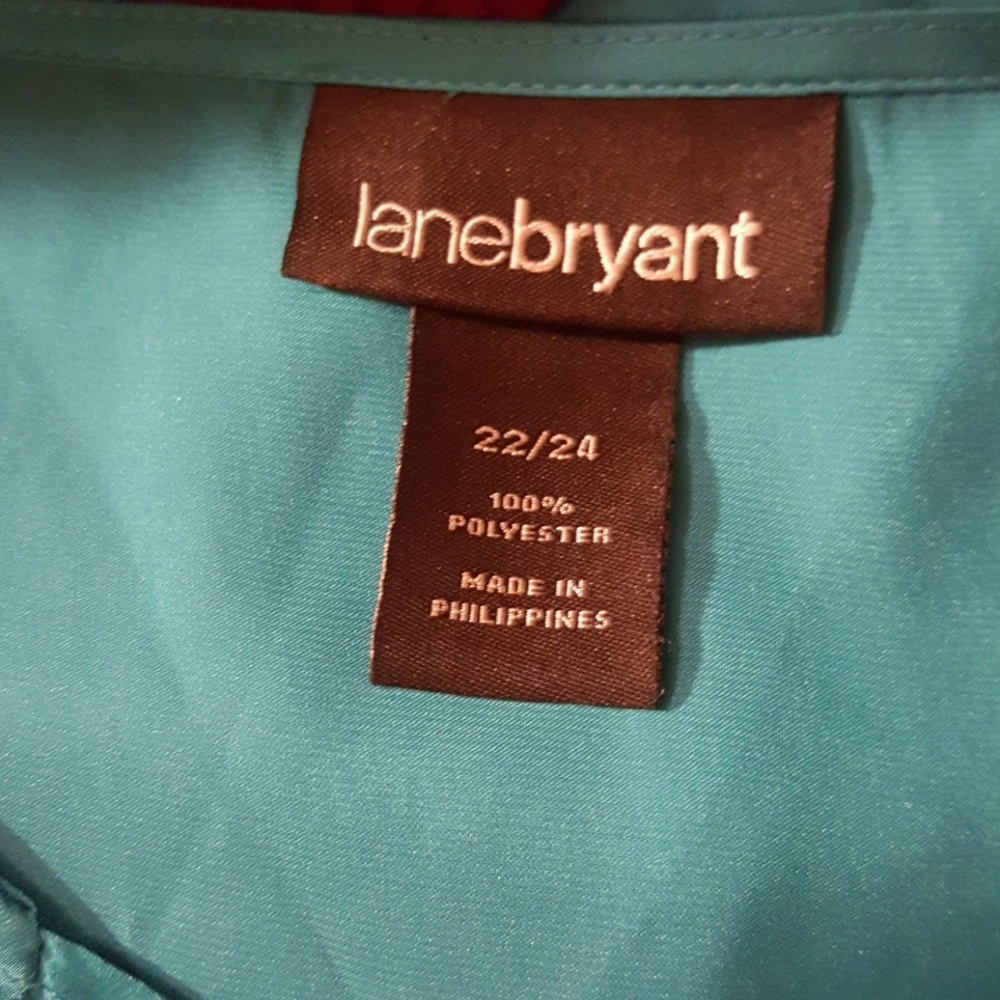 lanebryant
22/24
100%
POLYESTER
MADE IN
PHILIPPINES